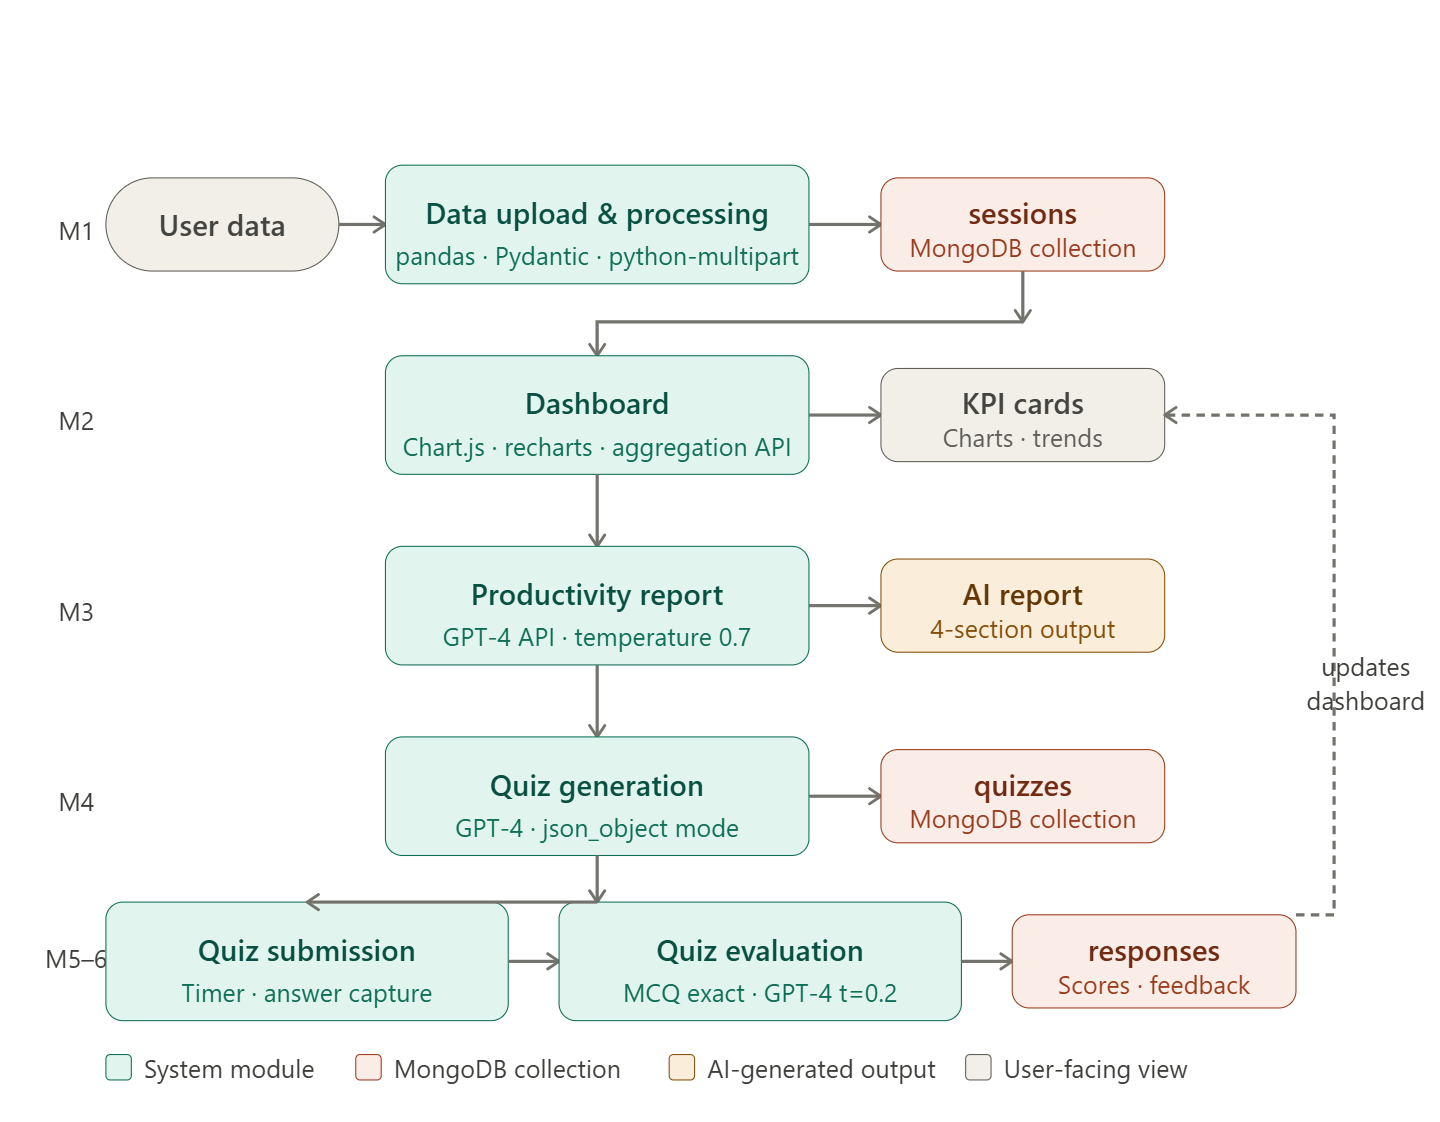 M1
User data
Data upload & processing
pandas · Pydantic · python-multipart
sessions
MongoDB collection
M2
Dashboard
Chart.js · recharts · aggregation API
KPI cards
Charts · trends
M3
Productivity report
GPT-4 API · temperature 0.7
AI report
4-section output
updates
dashboard
M4
Quiz generation
GPT-4 · json_object mode
quizzes
MongoDB collection
M5–6
Quiz submission
Timer · answer capture
Quiz evaluation
MCQ exact · GPT-4 t=0.2
responses
Scores · feedback
System module
MongoDB collection
AI-generated output
User-facing view